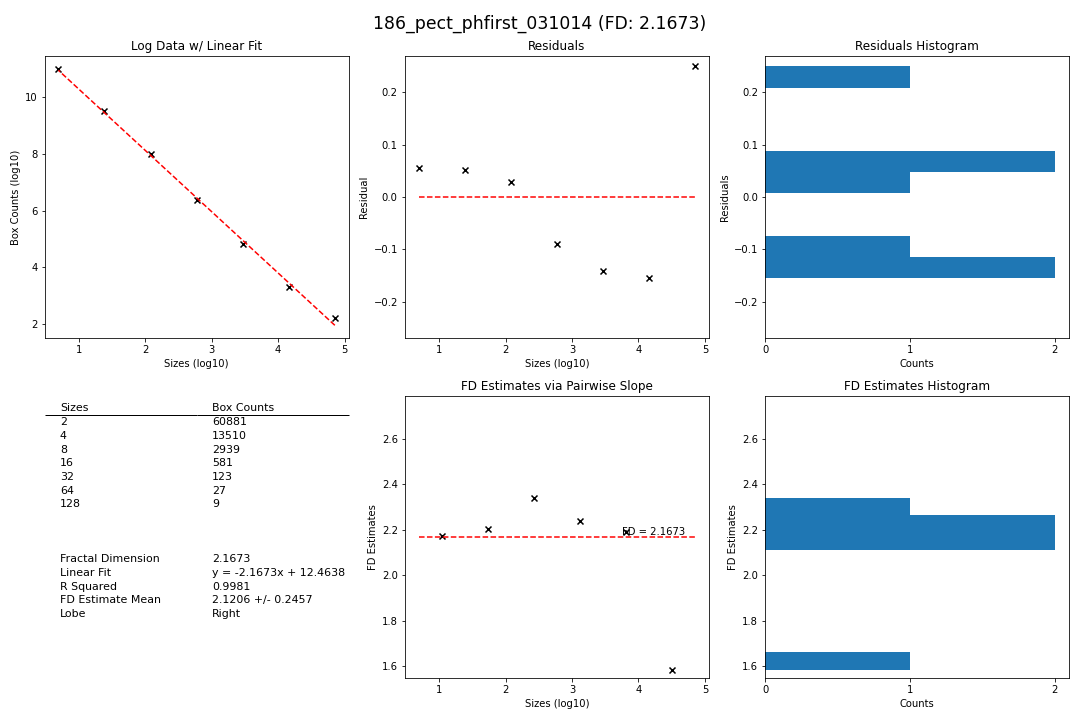 186_pect_phfirst_031014 (FD: 2.1673)
Log Data w/ Linear Fit
Box Counts (log10)
10
8
6
4
2
1 2 3 4 5
Sizes (log10)
Residuals
Residual
0.2
0.1
0.0
−0.1
−0.2
1 2 3 4 5
Sizes (log10)
Residuals Histogram
Residuals
0.2
0.1
0.0
−0.1
−0.2
0 1 2
Counts
Sizes Box Counts
2 60881
4 13510
8 2939
16 581
32 123
64 27
128 9
Fractal Dimension 2.1673
Linear Fit y = -2.1673x + 12.4638
R Squared 0.9981
FD Estimate Mean 2.1206 +/- 0.2457
Lobe Right
FD Estimates via Pairwise Slope
FD Estimates
2.6
2.4
2.2
2.0
1.8
1.6
FD = 2.1673
1 2 3 4 5
Sizes (log10)
FD Estimates Histogram
FD Estimates
2.6
2.4
2.2
2.0
1.8
1.6
0 1 2
Counts